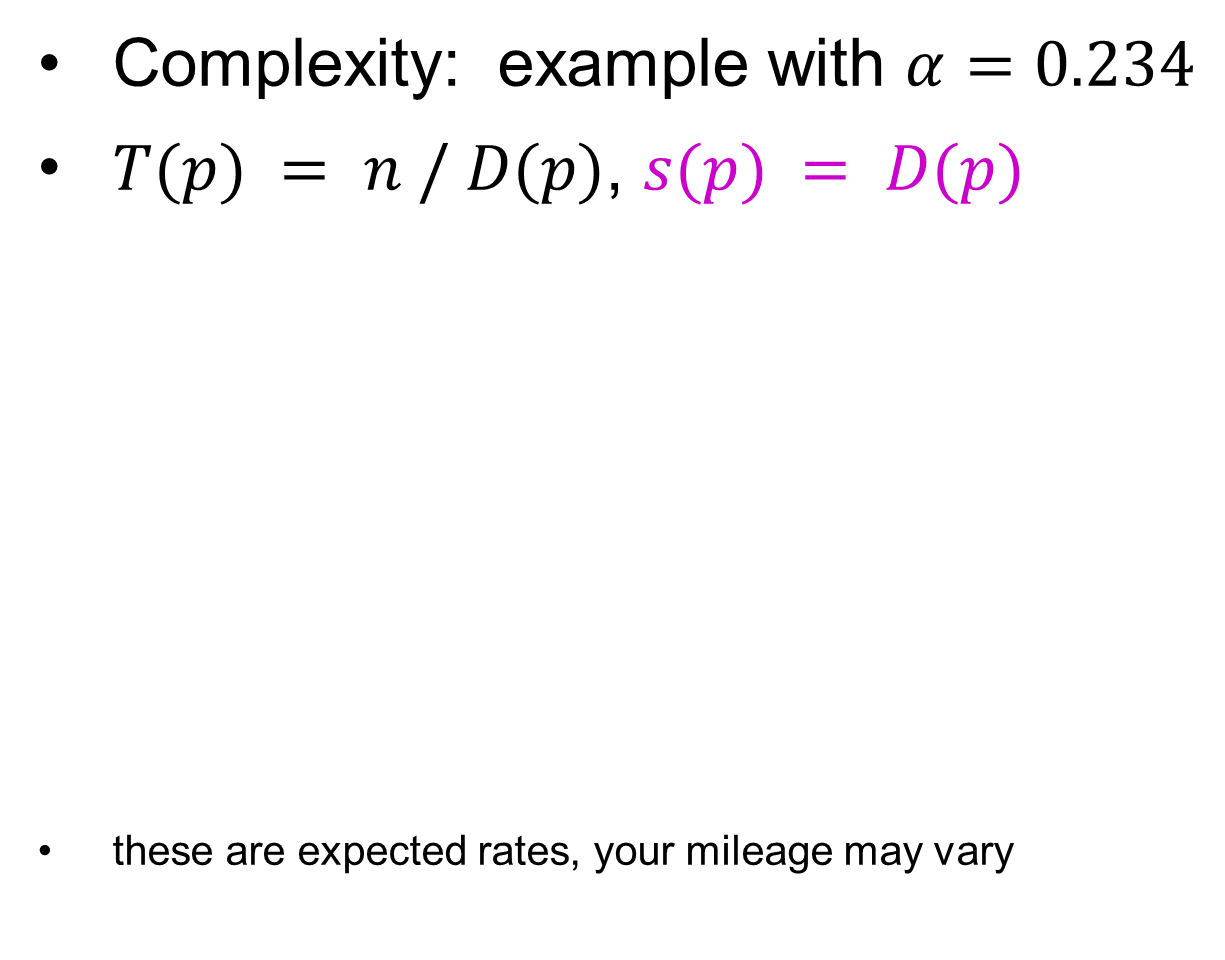 • Complexity: example with 𝛼 = 0.234
• 𝑇(𝑝) = 𝑛 / 𝐷(𝑝), 𝑠(𝑝) = 𝐷(𝑝)
• these are expected rates, your mileage may vary